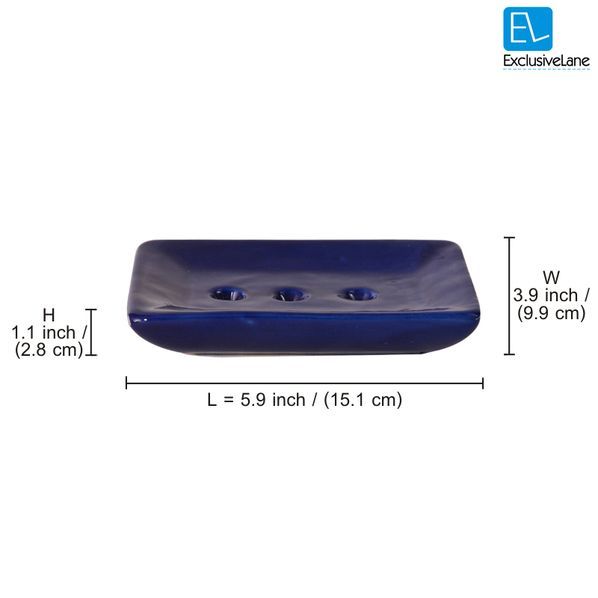 EL
ExclusiveLane
H
1.1 inch /
(2.8 cm)
W
3.9 inch /
(9.9 cm)
L = 5.9 inch / (15.1 cm)